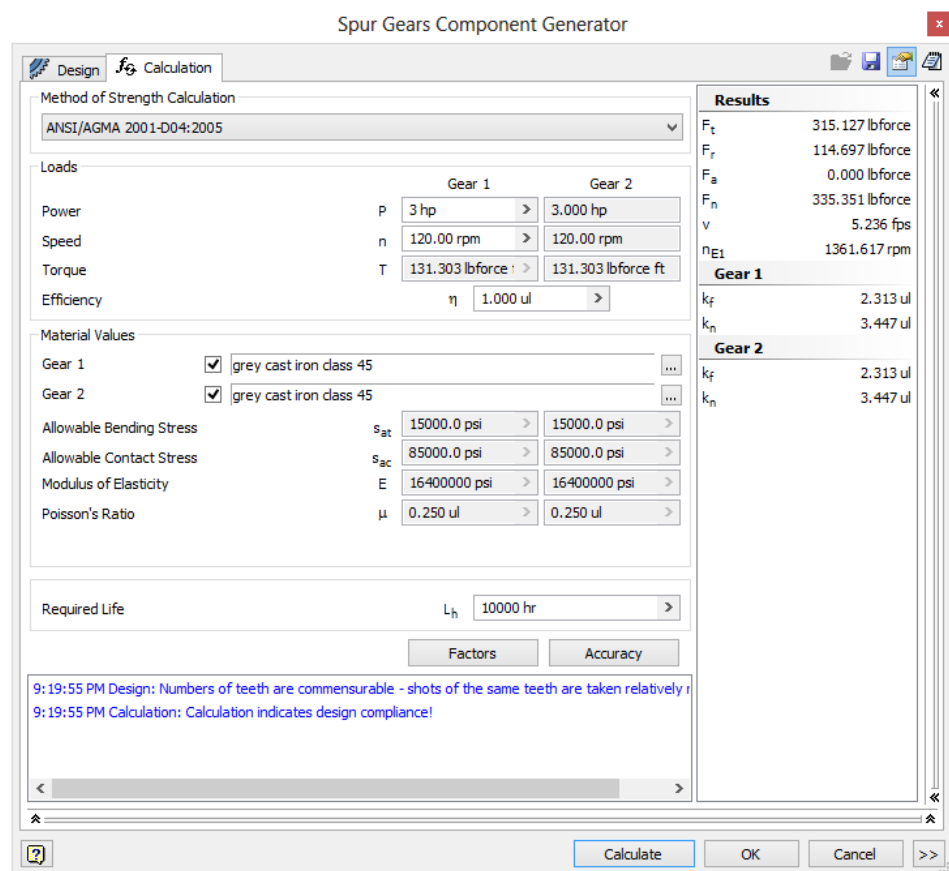 Spur Gears Component Generator
x
Design
Calculation
Method of Strength Calculation
ANSI/AGMA 2001-D04:2005
Loads
Gear 1 Gear 2
Power P 3 hp 3.000 hp
Speed n 120.00 rpm 120.00 rpm
Torque T 131.303 lbforce 131.303 lbforce ft
Efficiency η 1.000 ul
Material Values
Gear 1 grey cast iron class 45 ...
Gear 2 grey cast iron class 45 ...
Allowable Bending Stress sat 15000.0 psi 15000.0 psi
Allowable Contact Stress sac 85000.0 psi 85000.0 psi
Modulus of Elasticity E 16400000 psi 16400000 psi
Poisson's Ratio μ 0.250 ul 0.250 ul
Required Life Lh 10000 hr
Factors Accuracy
9:19:55 PM Design: Numbers of teeth are commensurable - shots of the same teeth are taken relatively
9:19:55 PM Calculation: Calculation indicates design compliance!
Results
Ft 315.127 lbforce
Fr 114.697 lbforce
Fa 0.000 lbforce
Fn 335.351 lbforce
v 5.236 fps
nE1 1361.617 rpm
Gear 1
kf 2.313 ul
kn 3.447 ul
Gear 2
kf 2.313 ul
kn 3.447 ul
? Calculate OK Cancel >>